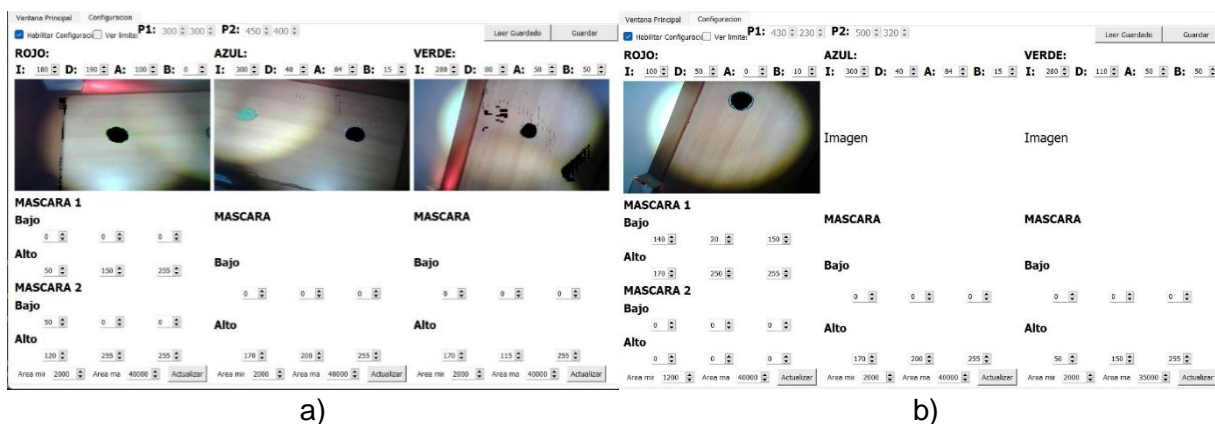 Ventana Principal Configuracion
Habilitar Configuraci Ver limite: P1: 300 300 P2: 450 400 Leer Guardado Guardar
ROJO: AZUL: VERDE:
I: 180 D: 190 A: 100 B: 0 I: 300 D: 40 A: 84 B: 15 I: 280 D: 80 A: 50 B: 50
MASCARA 1
Bajo MASCARA MASCARA
0 0 0
Alto
50 150 255 Bajo Bajo
MASCARA 2
Bajo 0 0 0 0 0 0
50 0 0
Alto Alto Alto
120 255 255 170 200 255 170 115 255
Area mir 2000 Area ma 40000 Actualizar Area mir 2000 Area ma 40000 Actualizar Area mir 2000 Area ma 40000 Actualizar
a)
Ventana Principal Configuracion
Habilitar Configuraci Ver limite: P1: 430 230 P2: 500 320 Leer Guardado Guardar
ROJO: AZUL: VERDE:
I: 100 D: 50 A: 0 B: 10 I: 300 D: 40 A: 84 B: 15 I: 280 D: 110 A: 50 B: 50
Imagen Imagen
MASCARA 1
Bajo MASCARA MASCARA
140 20 150
Alto
170 250 255 Bajo Bajo
MASCARA 2
Bajo 0 0 0 0 0 0
0 0 0
Alto Alto Alto
0 0 0 170 200 255 50 150 255
Area mir 1200 Area ma 40000 Actualizar Area mir 2000 Area ma 40000 Actualizar Area mir 2000 Area ma 35000 Actualizar
b)